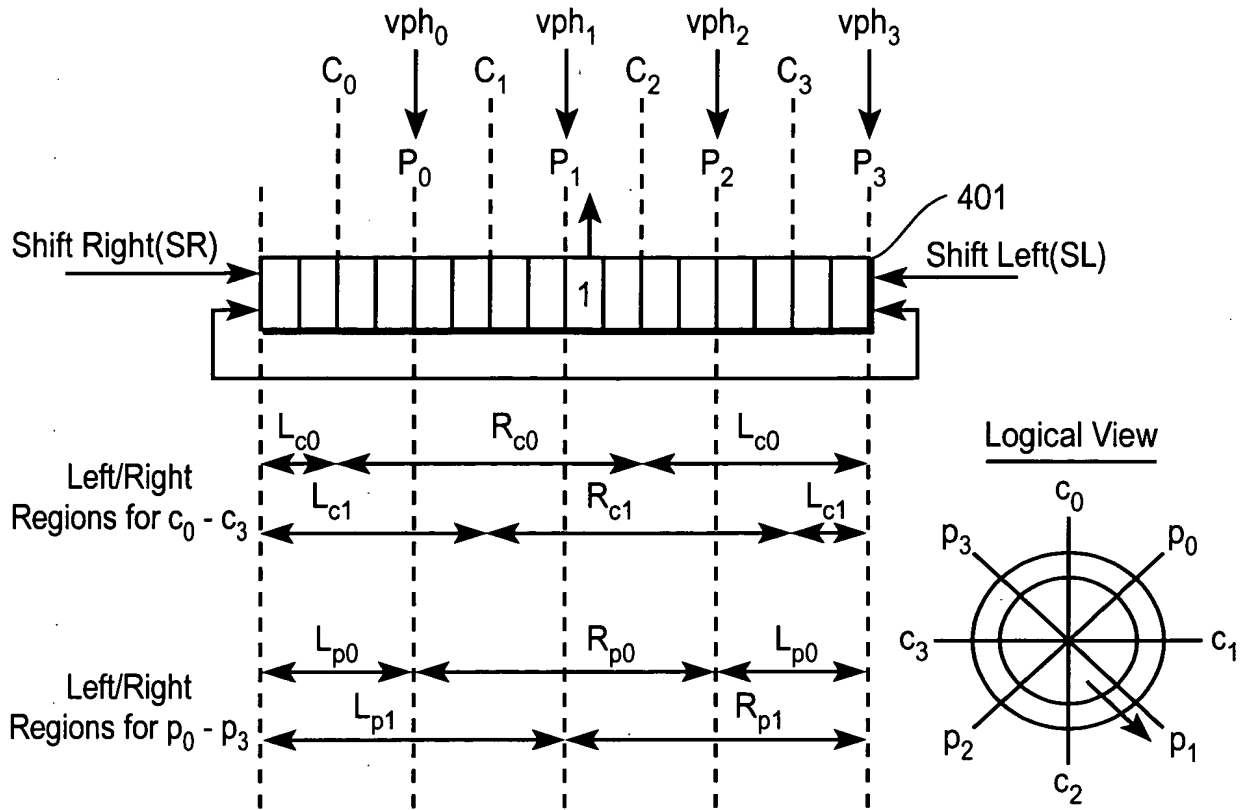 vph0 vph1 vph2 vph3
C0 C1 C2 C3
P0 P1 P2 P3
401
Shift Right(SR)
Shift Left(SL)
1
Lc0 Rc0 Lc0
Left/Right
Regions for c0 - c3
Lc1 Rc1 Lc1
Lp0 Rp0 Lp0
Left/Right
Regions for p0 - p3
Lp1 Rp1
Logical View
c0
p3 p0
c3 c1
p2 p1
c2